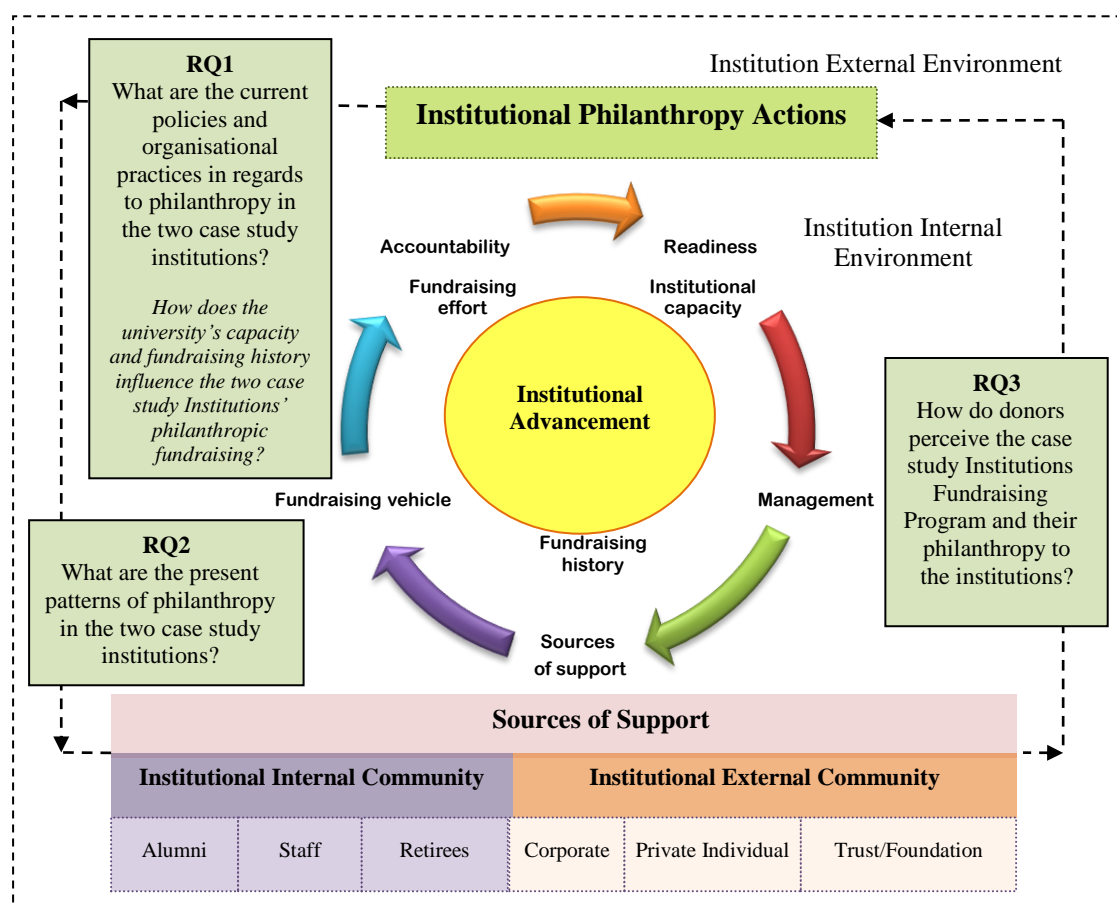 RQ1
What are the current
policies and
organisational
practices in regards
to philanthropy in
the two case study
institutions?
How does the
university’s capacity
and fundraising history
influence the two case
study Institutions’
philanthropic
fundraising?
Institution External Environment
Institutional Philanthropy Actions
Institution Internal
Environment
Accountability
Readiness
Fundraising
effort
Institutional
capacity
Institutional
Advancement
Fundraising vehicle
Management
Fundraising
history
Sources
of support
RQ2
What are the present
patterns of philanthropy
in the two case study
institutions?
RQ3
How do donors
perceive the case
study Institutions
Fundraising
Program and their
philanthropy to
the institutions?
Sources of Support
Institutional Internal Community
Institutional External Community
Alumni
Staff
Retirees
Corporate
Private Individual
Trust/Foundation